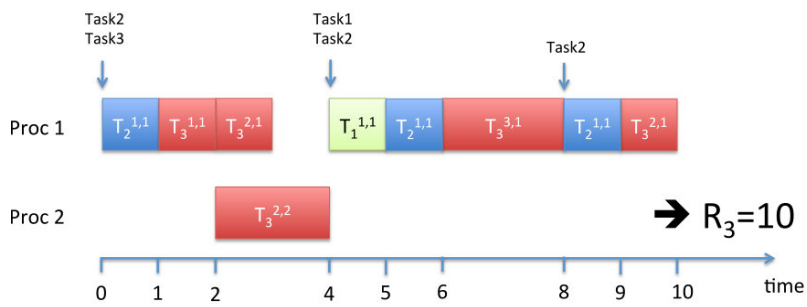 Task2
Task3
Task1
Task2
Task2
Proc 1
T₂^1,1 T₃^1,1 T₃^2,1 T₁^1,1 T₂^1,1 T₃^3,1 T₂^1,1 T₃^2,1
Proc 2
T₃^2,2
➔ R₃=10
0 1 2 4 5 6 8 9 10 time